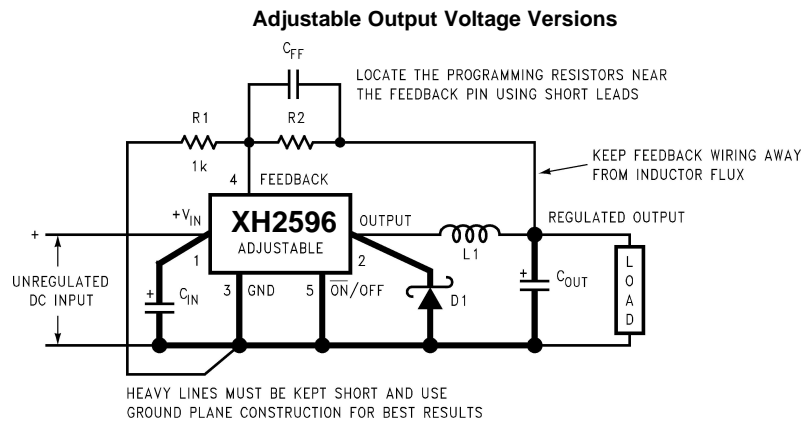 Adjustable Output Voltage Versions
CFF
LOCATE THE PROGRAMMING RESISTORS NEAR
THE FEEDBACK PIN USING SHORT LEADS
R1
R2
1k
KEEP FEEDBACK WIRING AWAY
FROM INDUCTOR FLUX
4
FEEDBACK
+VIN
XH2596
ADJUSTABLE
OUTPUT
REGULATED OUTPUT
+
1
2
L1
UNREGULATED
DC INPUT
+
CIN
3
GND
5
ON/OFF
D1
+
COUT
LOAD
HEAVY LINES MUST BE KEPT SHORT AND USE
GROUND PLANE CONSTRUCTION FOR BEST RESULTS